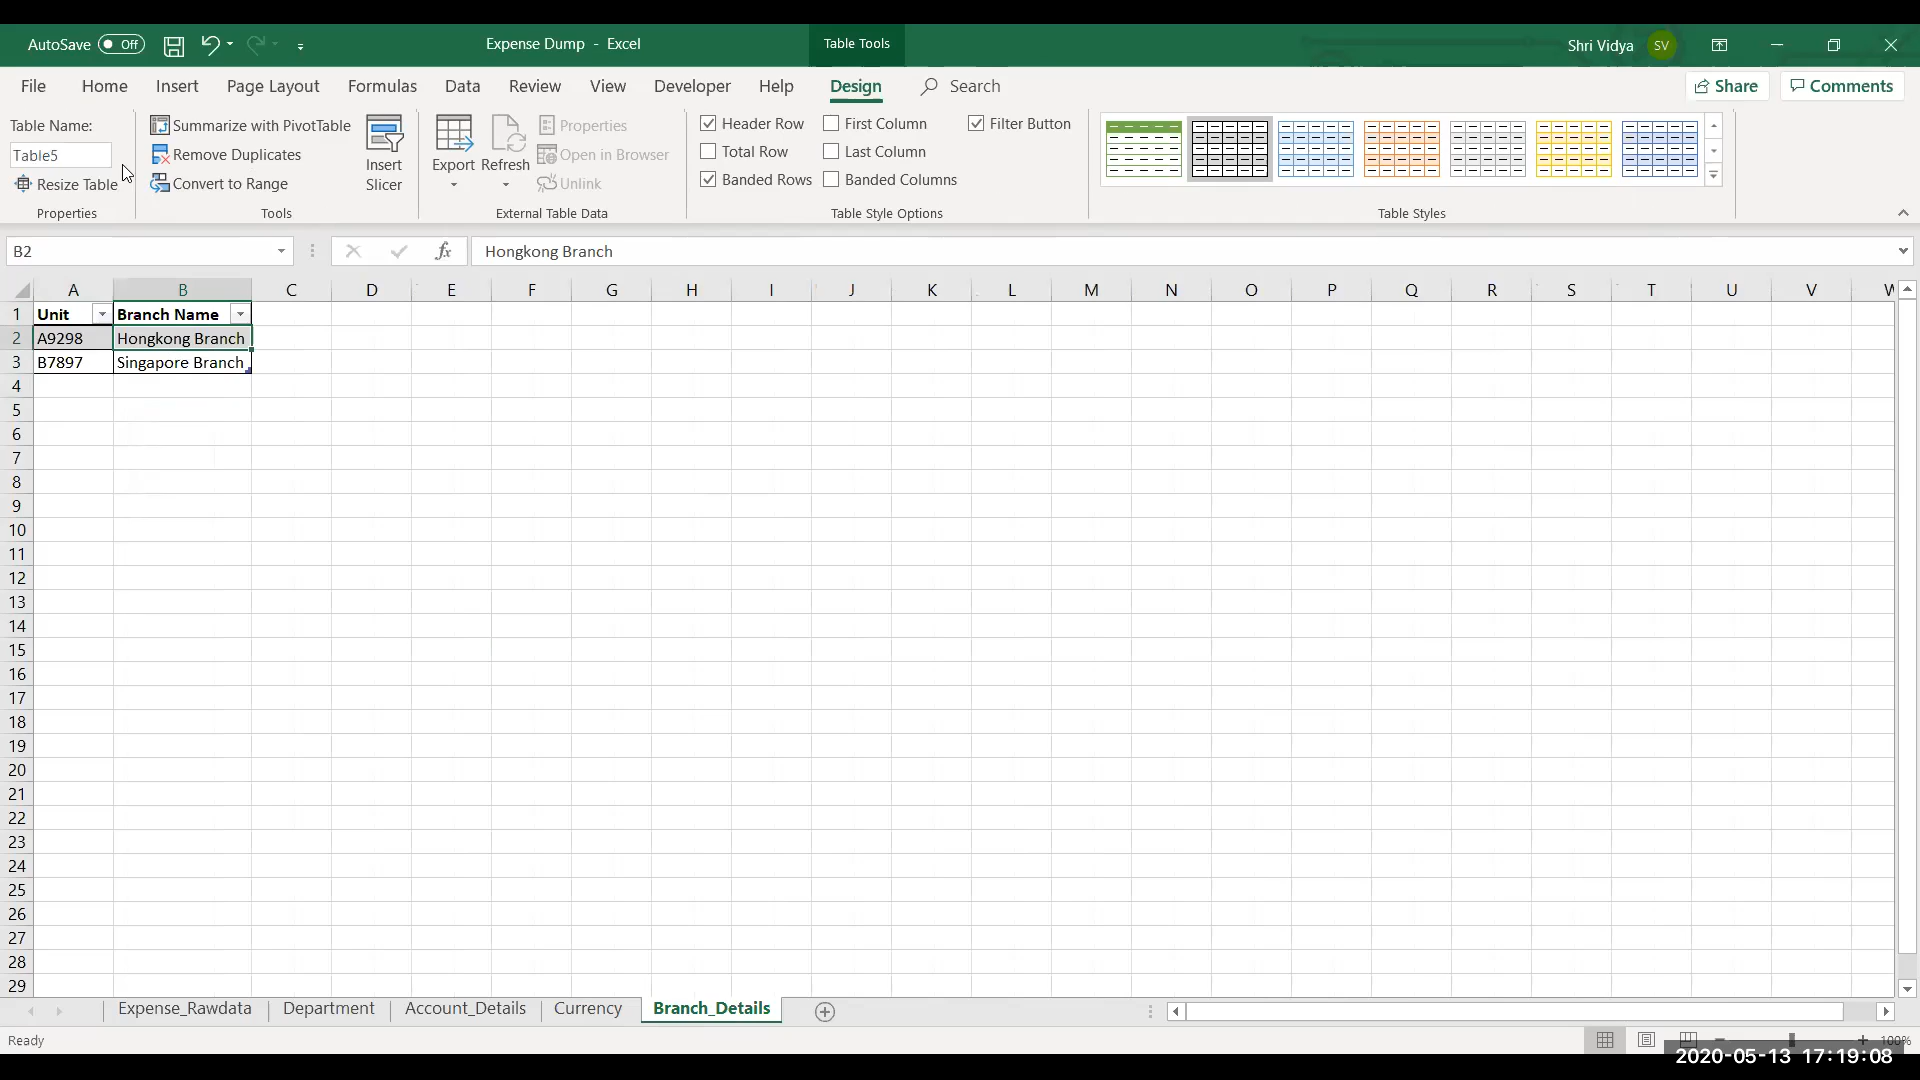 AutoSave Off
Expense Dump - Excel
Table Tools
Shri Vidya SV
File Home Insert Page Layout Formulas Data Review View Developer Help Design Search
Share Comments
Table Name:
Table5
Resize Table
Properties
Summarize with PivotTable
Remove Duplicates
Convert to Range
Insert
Slicer
Tools
Export Refresh
Properties
Open in Browser
Unlink
External Table Data
Header Row First Column Filter Button
Total Row Last Column
Banded Rows Banded Columns
Table Style Options
Table Styles
B2 fx Hongkong Branch
A B C D E F G H I J K L M N O P Q R S T U V W
1 Unit Branch Name
2 A9298 Hongkong Branch
3 B7897 Singapore Branch
4
5
6
7
8
9
10
11
12
13
14
15
16
17
18
19
20
21
22
23
24
25
26
27
28
29
Expense_Rawdata Department Account_Details Currency Branch_Details
Ready
100%
2020-05-13 17:19:08